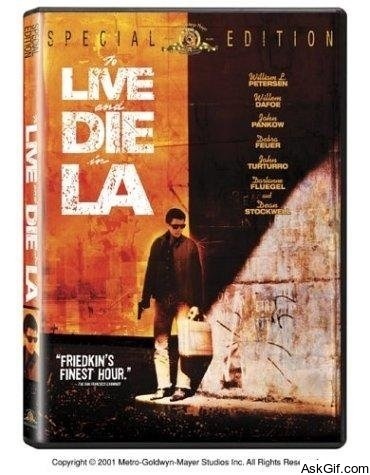 SPECIAL EDITION
To
LIVE
and
DIE
in
LA
William L.
PETERSEN
Willem
DAFOE
John
PANKOW
Debra
FEUER
John
TURTURRO
Darlanne
FLUEGEL
and
Dean
STOCKWELL
"FRIEDKIN'S
FINEST HOUR."
SPECIAL
EDITION
To LIVE and DIE in LA
Copyright © 2001 Metro-Goldwyn-Mayer Studios Inc. All Rights
AskGif.com